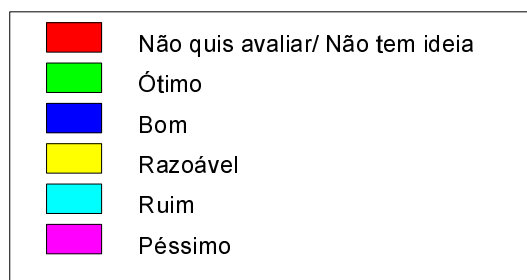 Não quis avaliar/ Não tem ideia
Ótimo
Bom
Razoável
Ruim
Péssimo